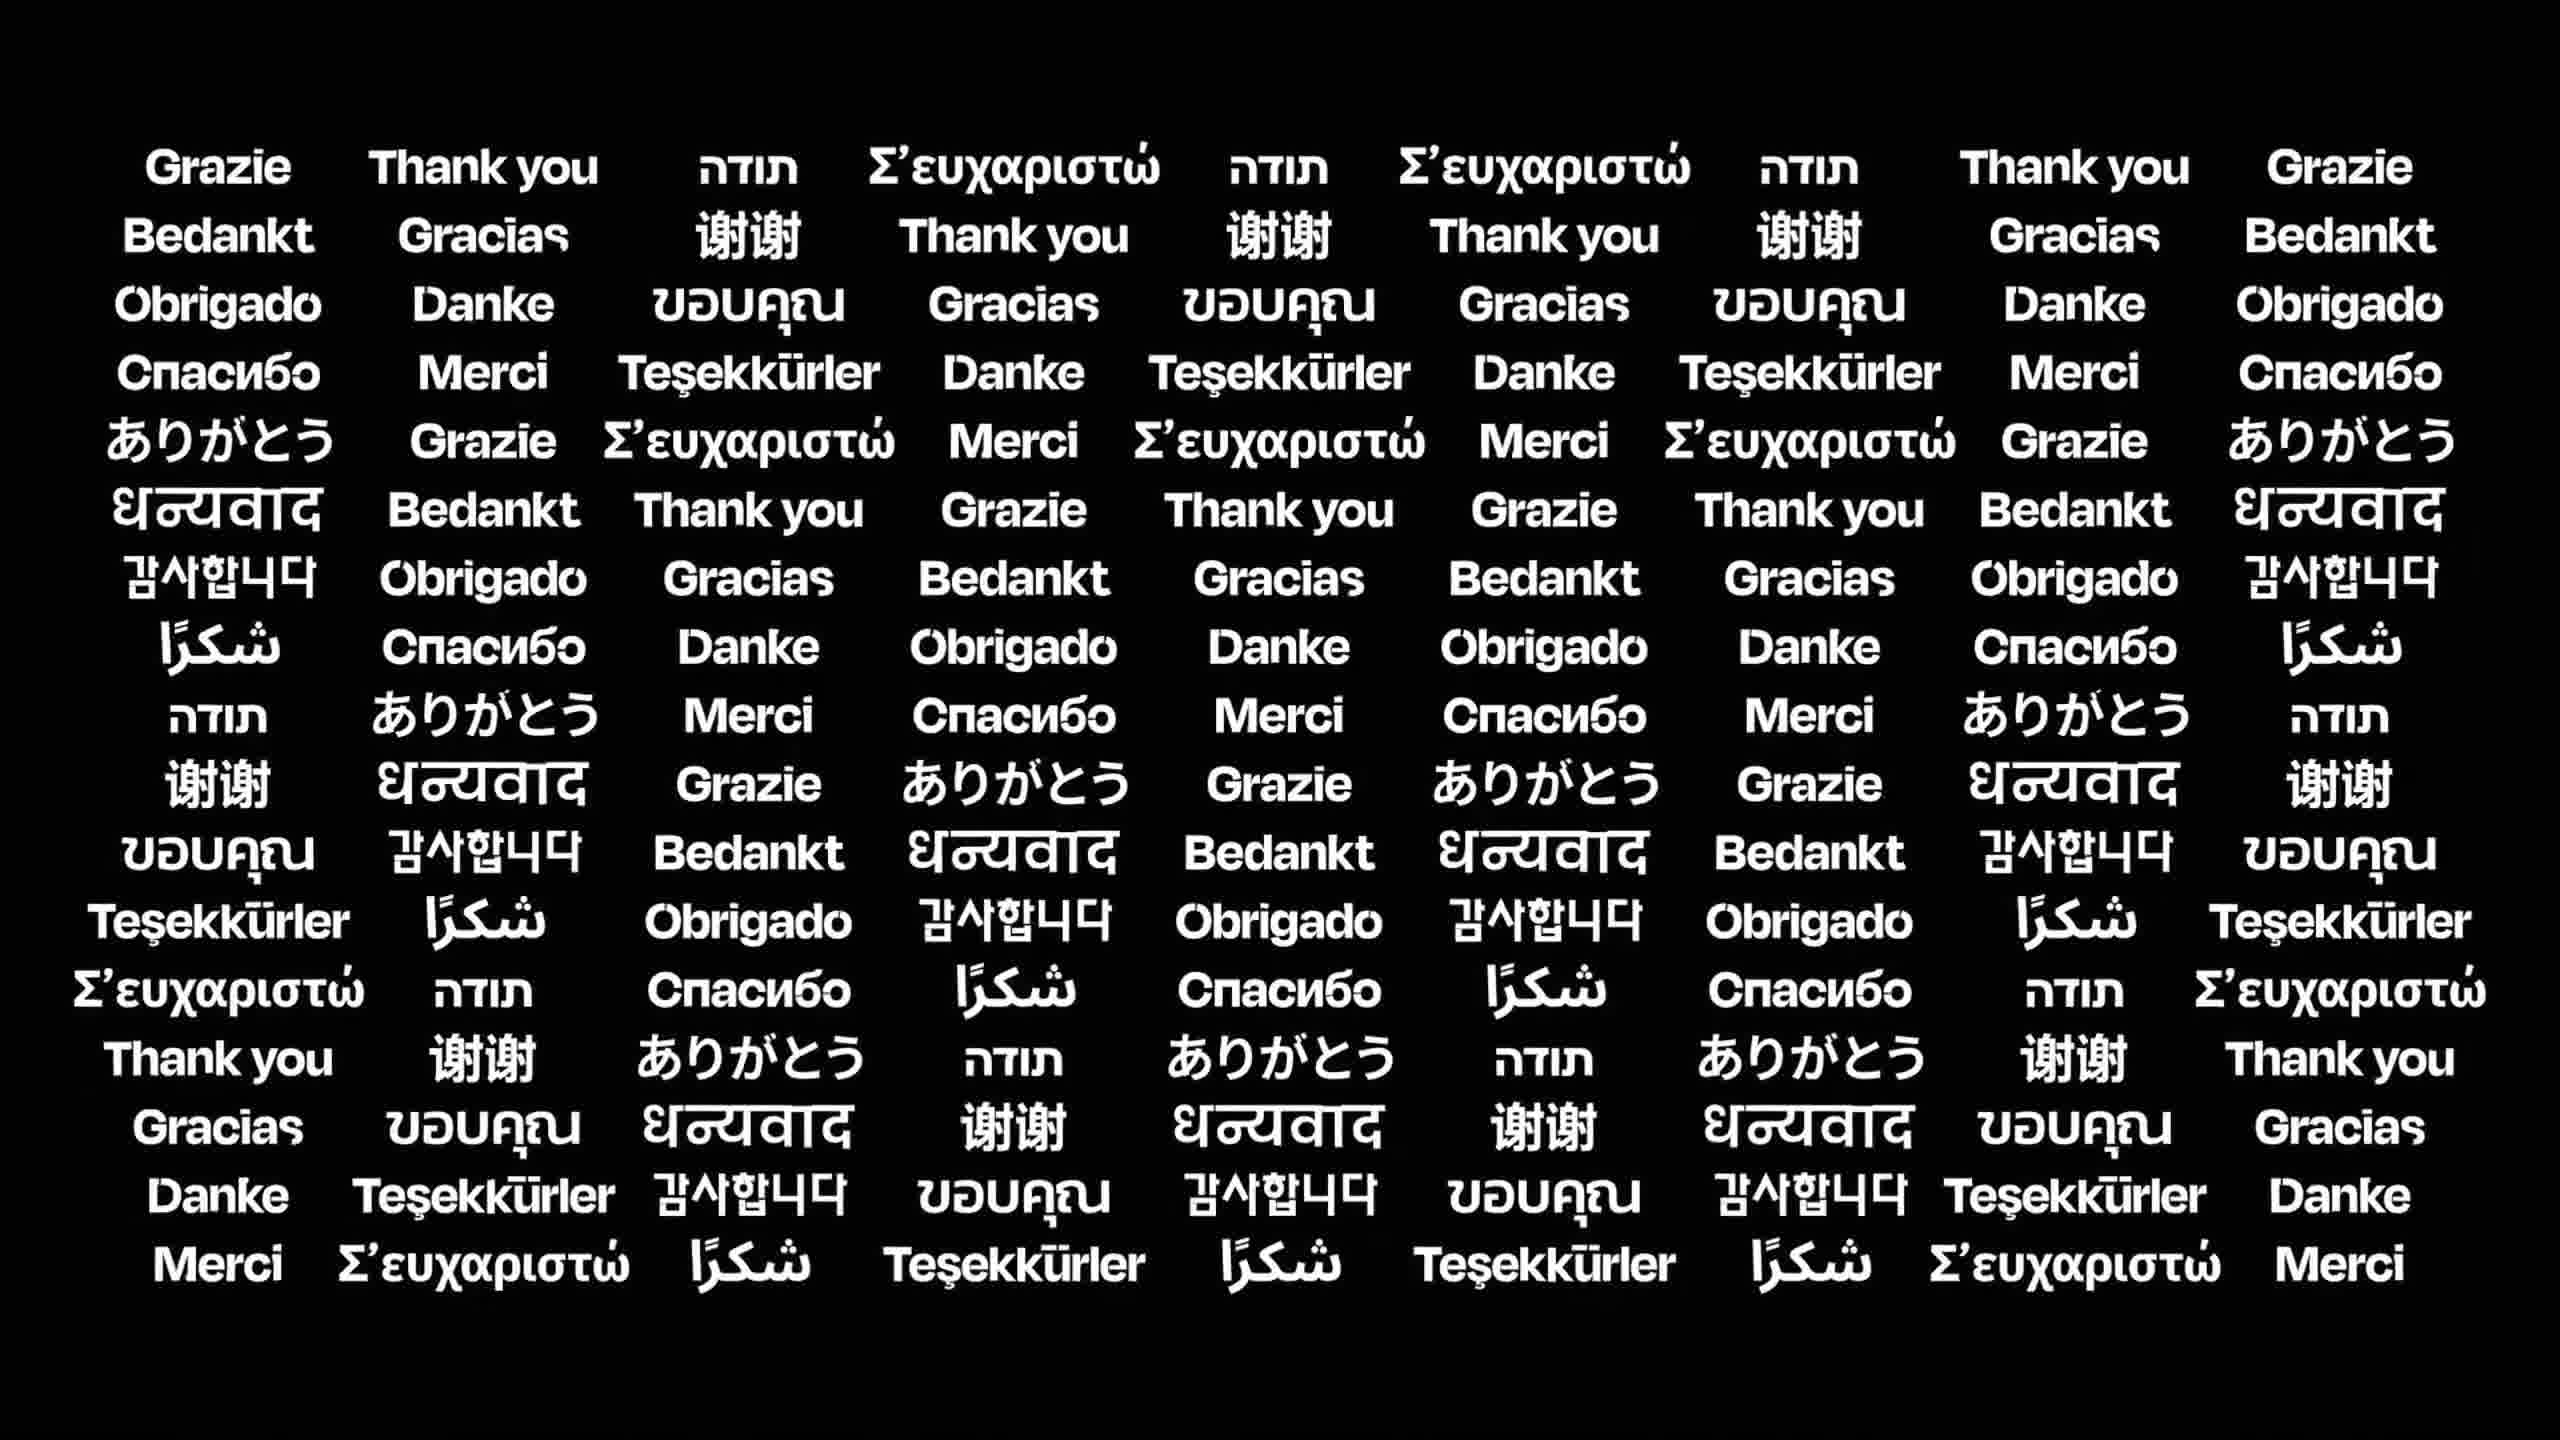 Grazie Thank you תודה Σ’ευχαριστώ תודה Σ’ευχαριστώ תודה Thank you Grazie
Bedankt Gracias 谢谢 Thank you 谢谢 Thank you 谢谢 Gracias Bedankt
Obrigado Danke ขอบคุณ Gracias ขอบคุณ Gracias ขอบคุณ Danke Obrigado
Спасибо Merci Teşekkürler Danke Teşekkürler Danke Teşekkürler Merci Спасибо
ありがとう Grazie Σ’ευχαριστώ Merci Σ’ευχαριστώ Merci Σ’ευχαριστώ Grazie ありがとう
धन्यवाद Bedankt Thank you Grazie Thank you Grazie Thank you Bedankt धन्यवाद
감사합니다 Obrigado Gracias Bedankt Gracias Bedankt Gracias Obrigado 감사합니다
شكرًا Спасибо Danke Obrigado Danke Obrigado Danke Спасибо شكرًا
תודה ありがとう Merci Спасибо Merci Спасибо Merci ありがとう תודה
谢谢 धन्यवाद Grazie ありがとう Grazie ありがとう Grazie धन्यवाद 谢谢
ขอบคุณ 감사합니다 Bedankt धन्यवाद Bedankt धन्यवाद Bedankt 감사합니다 ขอบคุณ
Teşekkürler شكرًا Obrigado 감사합니다 Obrigado 감사합니다 Obrigado شكرًا Teşekkürler
Σ’ευχαριστώ תודה Спасибо شكرًا Спасибо شكرًا Спасибо תודה Σ’ευχαριστώ
Thank you 谢谢 ありがとう תודה ありがとう תודה ありがとう 谢谢 Thank you
Gracias ขอบคุณ धन्यवाद 谢谢 धन्यवाद 谢谢 धन्यवाद ขอบคุณ Gracias
Danke Teşekkürler 감사합니다 ขอบคุณ 감사합니다 ขอบคุณ 감사합니다 Teşekkürler Danke
Merci Σ’ευχαριστώ شكرًا Teşekkürler شكرًا Teşekkürler شكرًا Σ’ευχαριστώ Merci